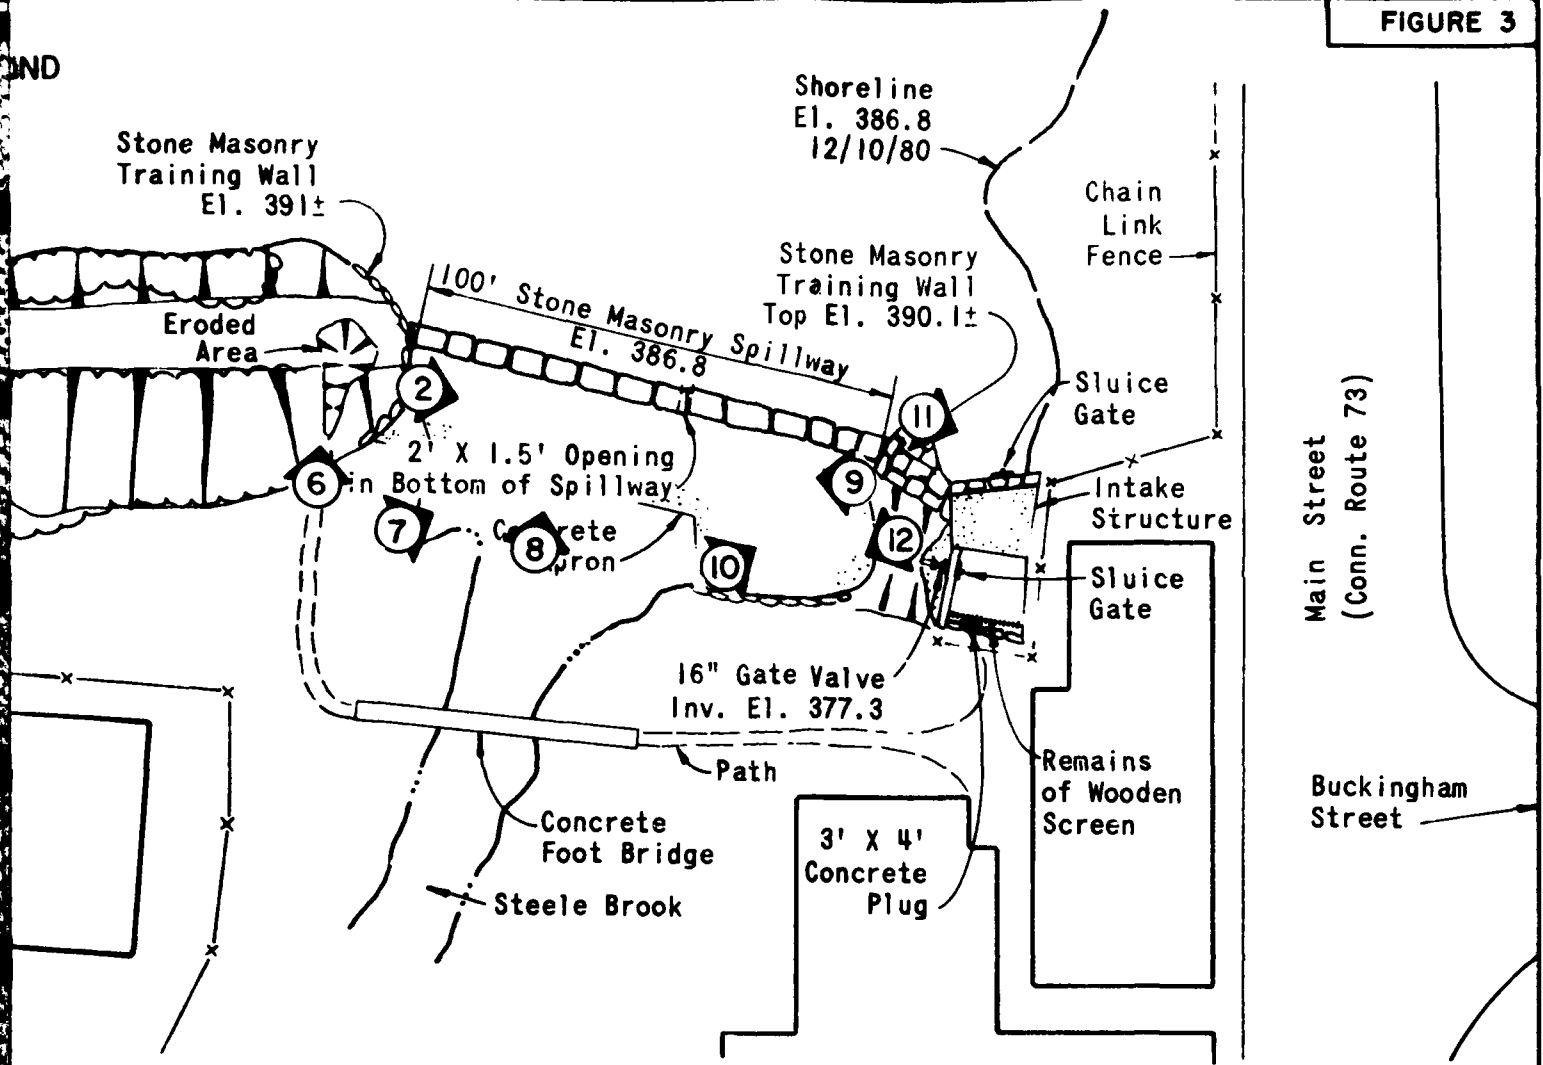 FIGURE 3
Shoreline
El. 386.8
12/10/80
Stone Masonry
Training Wall
El. 391±
Chain
Link
Fence
Stone Masonry
Training Wall
Top El. 390.1±
100' Stone Masonry Spillway
El. 386.8
Eroded
Area
Sluice
Gate
2
11
2' X 1.5' Opening
in Bottom of Spillway
6
9
Intake
Structure
7
8
12
10
Main Street
(Conn. Route 73)
Sluice
Gate
16" Gate Valve
Inv. El. 377.3
Path
Remains
of Wooden
Screen
Buckingham
Street
Concrete
Foot Bridge
3' X 4'
Concrete
Plug
Steele Brook